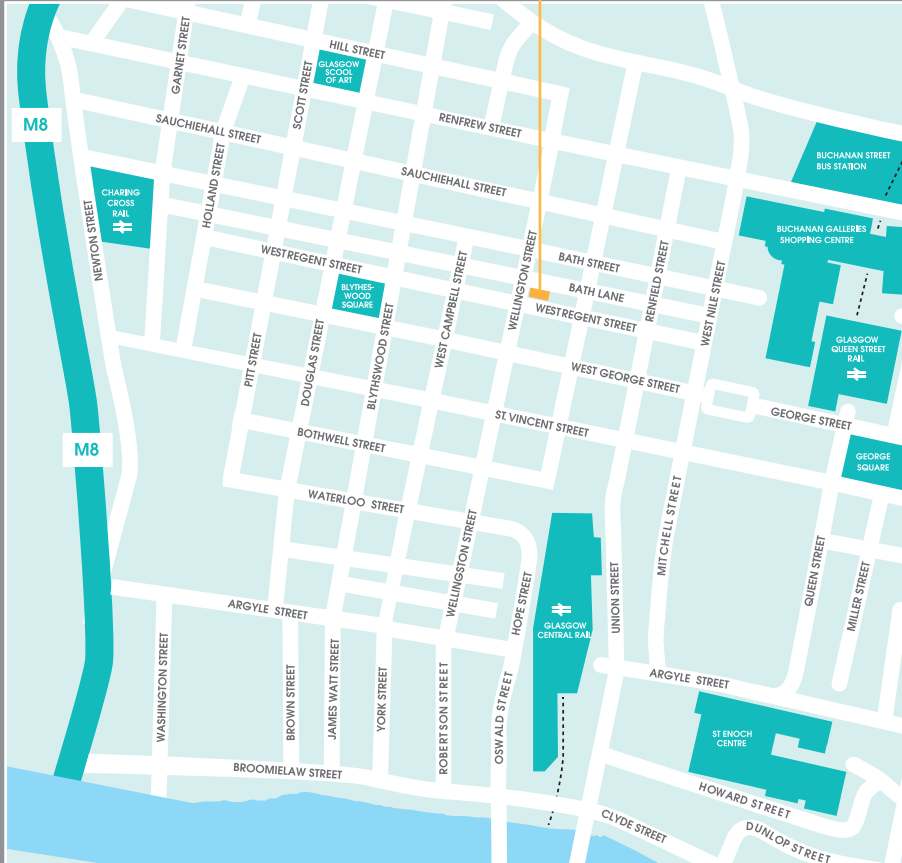 HILL STREET
GARNET STREET
SCOTT STREET
GLASGOW
SCOOL
OF ART
M8
SAUCHIEHALL STREET
RENFREW STREET
BUCHANAN STREET
BUS STATION
HOLLAND STREET
SAUCHIEHALL STREET
CHARING
CROSS
RAIL
NEWTON STREET
BUCHANAN GALLERIES
SHOPPING CENTRE
WEST REGENT STREET
BATH STREET
BATH LANE
WELLINGTON STREET
WEST CAMPBELL STREET
RENFIELD STREET
WEST NILE STREET
BLYTHES-
WOOD
SQUARE
WEST REGENT STREET
PITT STREET
DOUGLAS STREET
BLYTHSWOOD STREET
GLASGOW
QUEEN STREET
RAIL
WEST GEORGE STREET
GEORGE STREET
ST. VINCENT STREET
M8
BOTHWELL STREET
GEORGE
SQUARE
WATERLOO STREET
MITCHELL STREET
WELLINGSTON STREET
HOPE STREET
UNION STREET
QUEEN STREET
MILLER STREET
ARGYLE STREET
GLASGOW
CENTRAL RAIL
WASHINGTON STREET
BROWN STREET
JAMES WATT STREET
YORK STREET
ROBERTSON STREET
OSWALD STREET
ARGYLE STREET
ST ENOCH
CENTRE
BROOMIELAW STREET
HOWARD STREET
CLYDE STREET
DUNLOP STREET